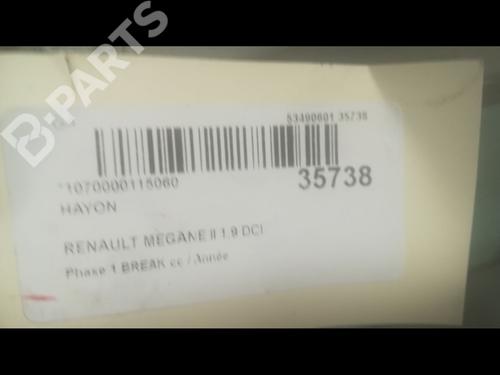 B-PARTS
53490601 35738
*1070000115060
35738
HAYON
RENAULT MEGANE II 1.9 DCI
Phase 1 BREAK cc / Année